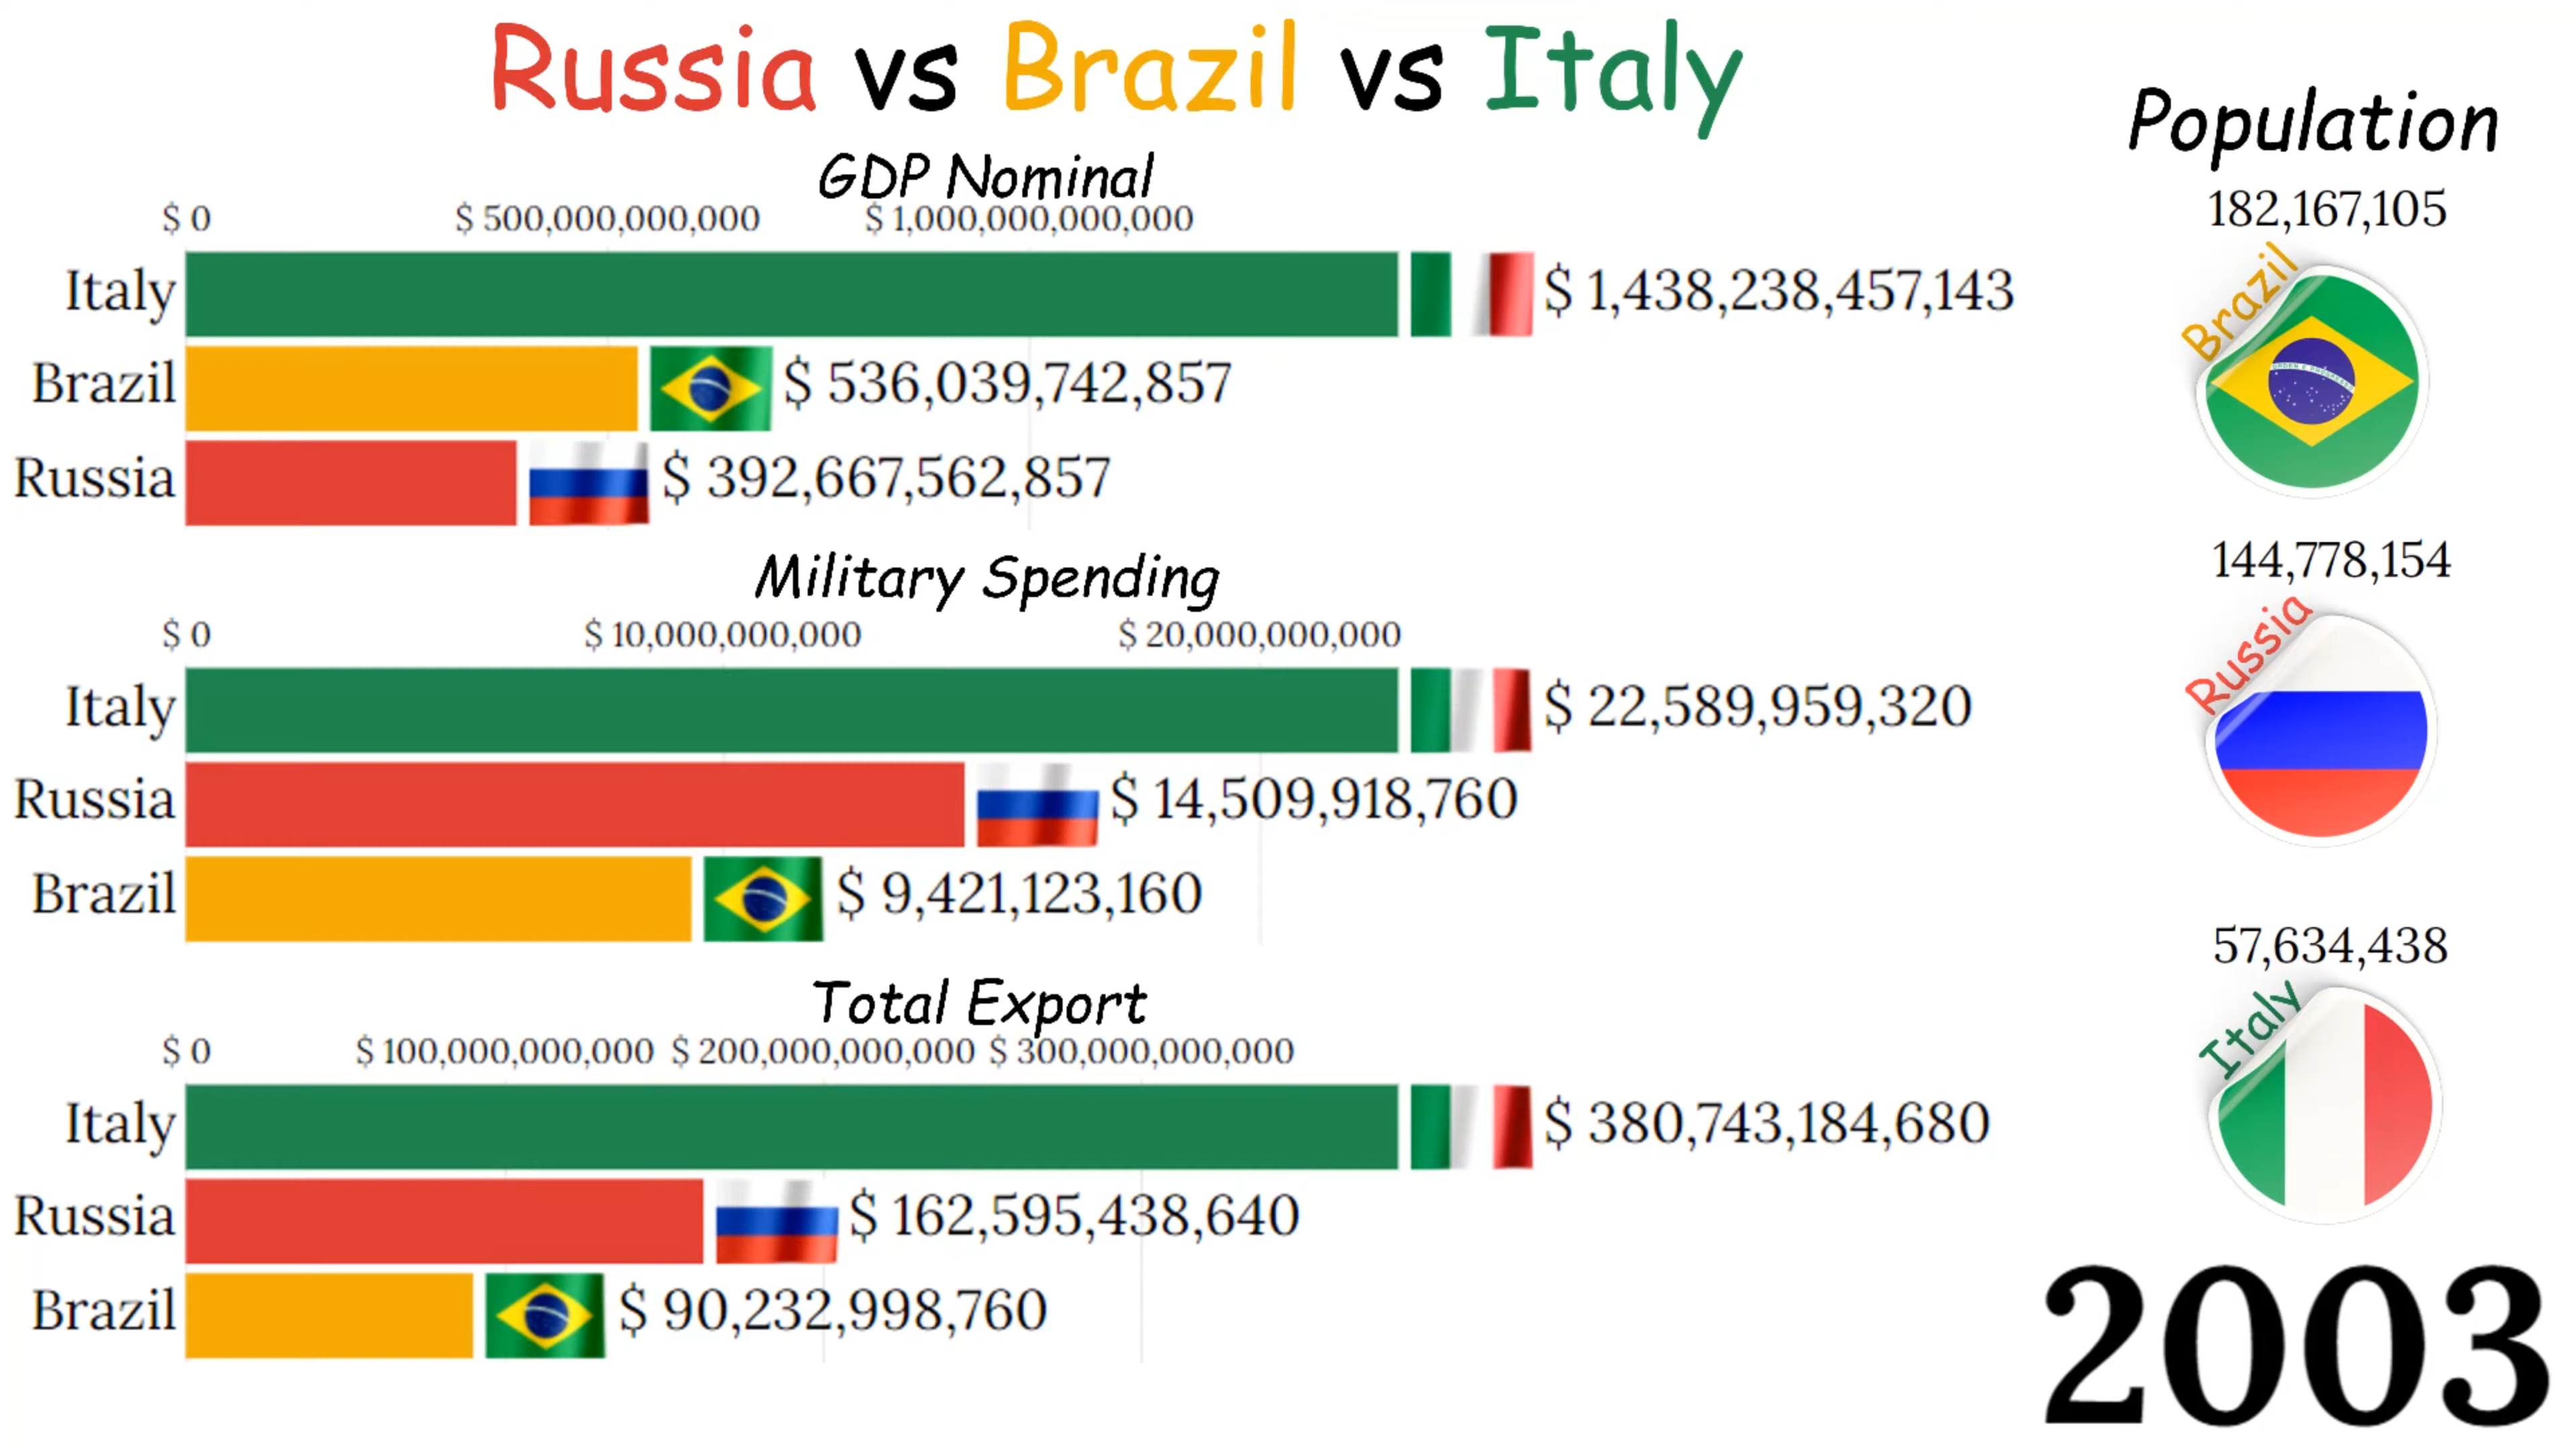 Russia vs Brazil vs Italy
GDP Nominal
$ 0 $ 500,000,000,000 $ 1,000,000,000,000
Italy $ 1,438,238,457,143
Brazil $ 536,039,742,857
Russia $ 392,667,562,857
Military Spending
$ 0 $ 10,000,000,000 $ 20,000,000,000
Italy $ 22,589,959,320
Russia $ 14,509,918,760
Brazil $ 9,421,123,160
Total Export
$ 0 $ 100,000,000,000 $ 200,000,000,000 $ 300,000,000,000
Italy $ 380,743,184,680
Russia $ 162,595,438,640
Brazil $ 90,232,998,760
Population
182,167,105
Brazil
144,778,154
Russia
57,634,438
Italy
2003